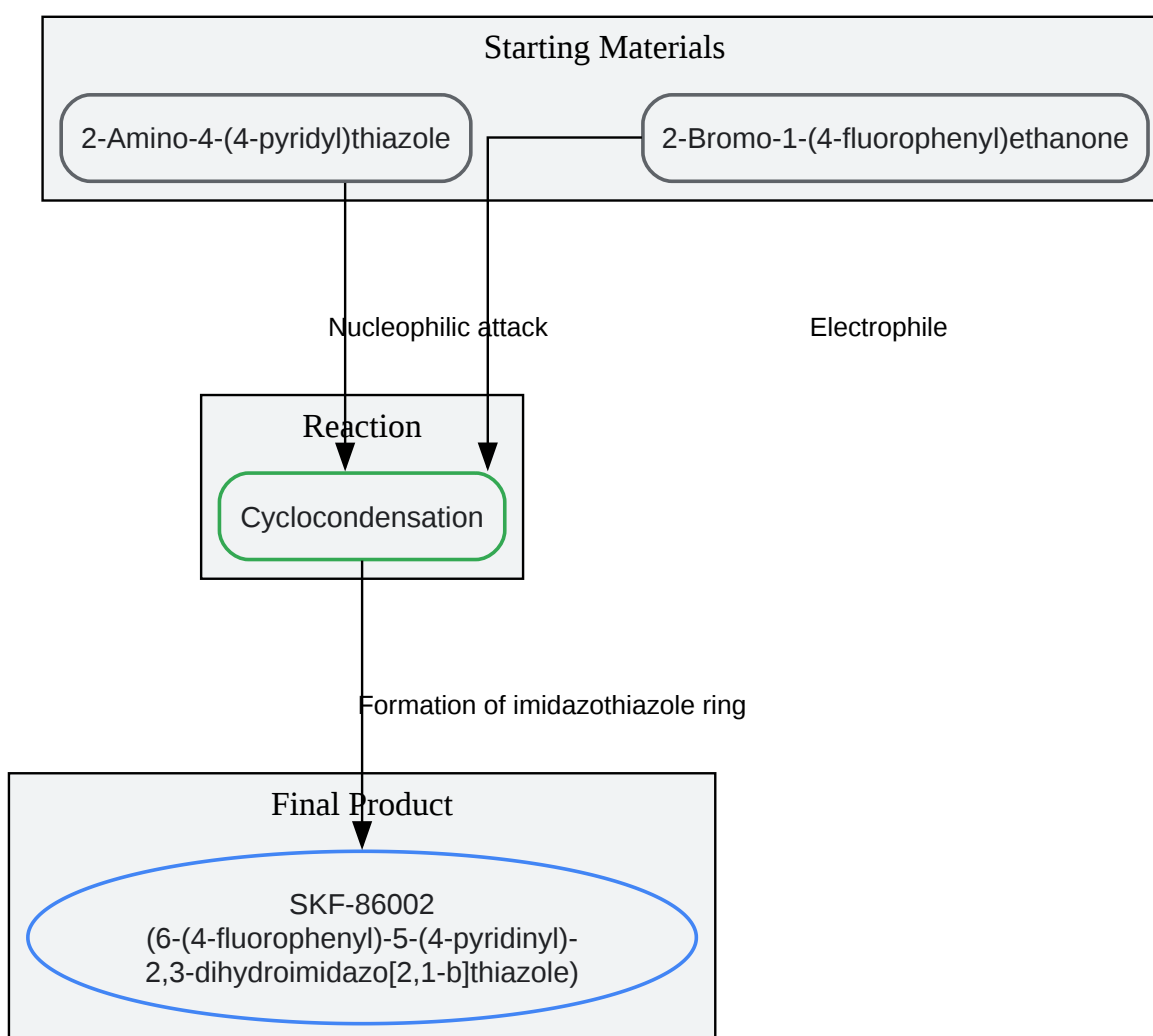 Starting Materials
2-Amino-4-(4-pyridyl)thiazole
2-Bromo-1-(4-fluorophenyl)ethanone
Nucleophilic attack
Electrophile
Reaction
Cyclocondensation
Formation of imidazothiazole ring
Final Product
SKF-86002
(6-(4-fluorophenyl)-5-(4-pyridinyl)-
2,3-dihydroimidazo[2,1-b]thiazole)